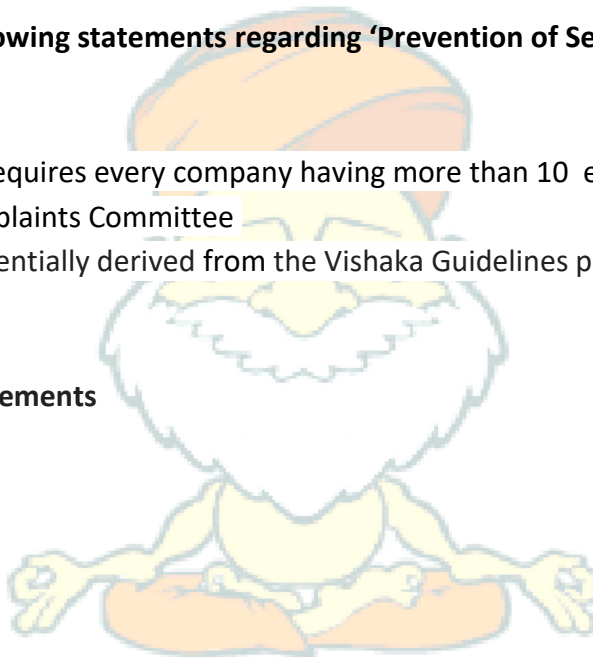 owing statements regarding ‘Prevention of Se
equires every company having more than 10 e
plaints Committee
entially derived from the Vishaka Guidelines p
ements